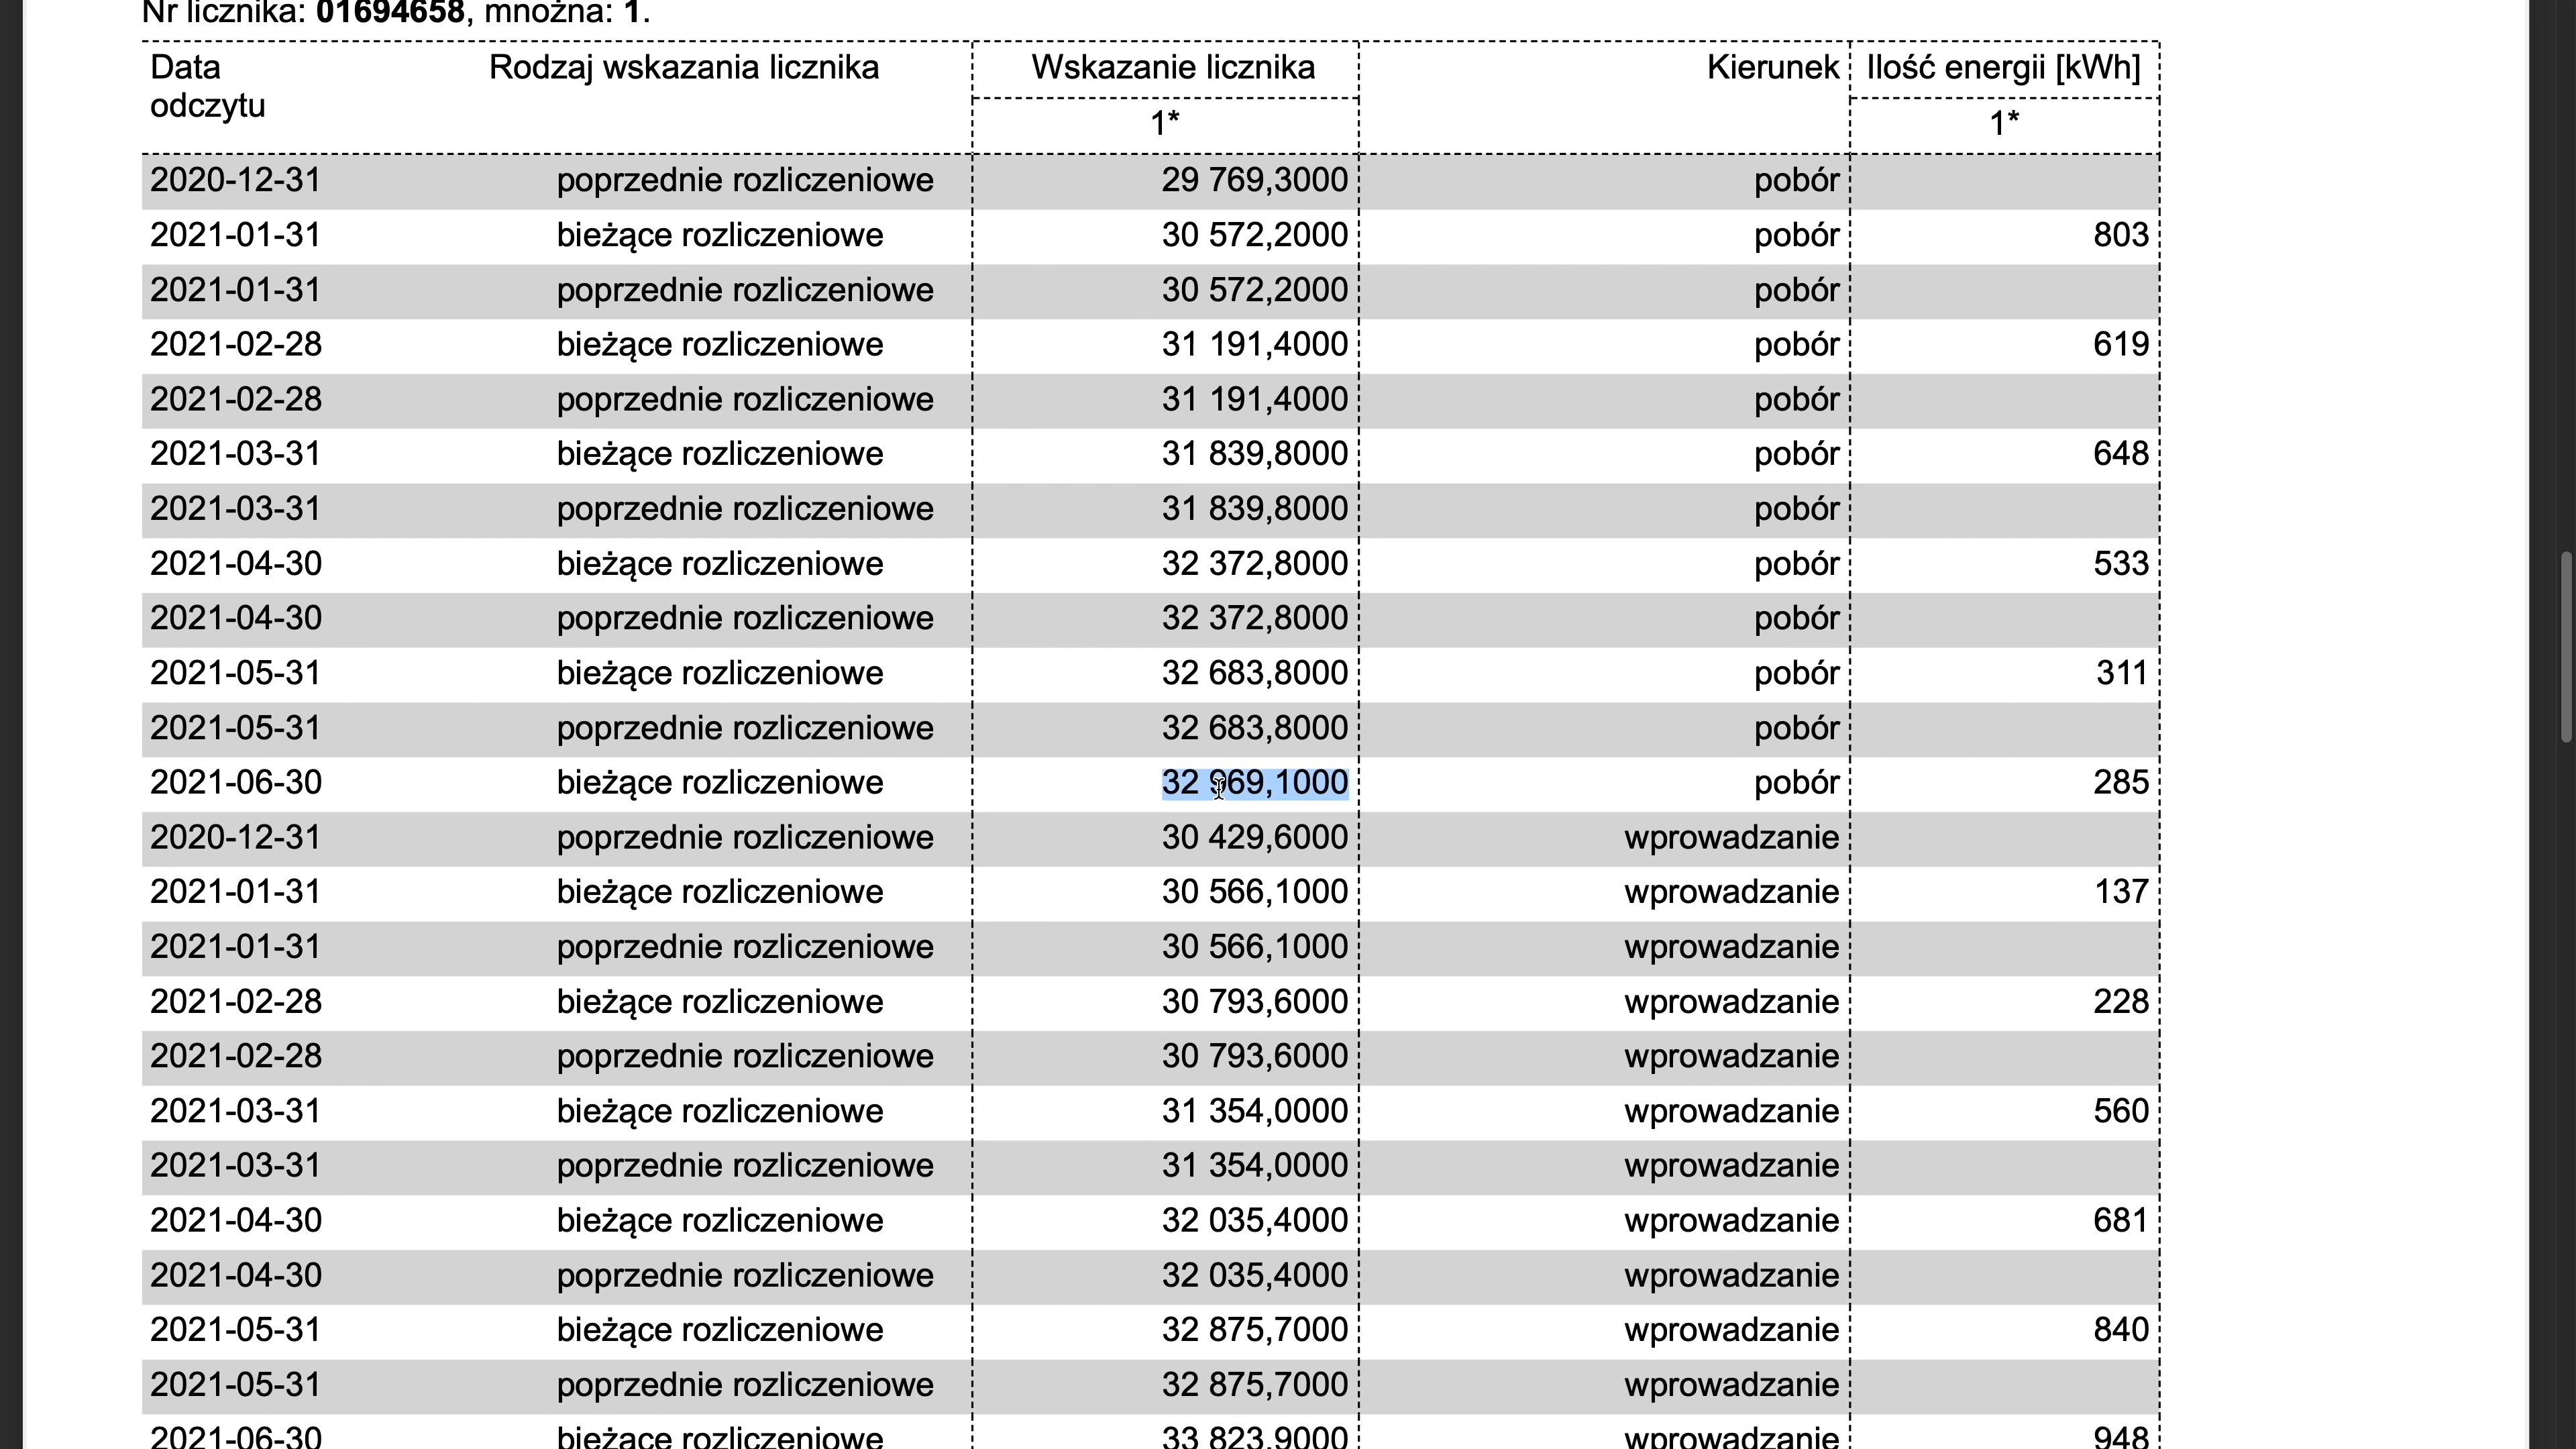 Nr licznika: 01694658, mnożna: 1.
Data odczytu Rodzaj wskazania licznika Wskazanie licznika Kierunek Ilość energii [kWh]
1* 1*
2020-12-31 poprzednie rozliczeniowe 29 769,3000 pobór
2021-01-31 bieżące rozliczeniowe 30 572,2000 pobór 803
2021-01-31 poprzednie rozliczeniowe 30 572,2000 pobór
2021-02-28 bieżące rozliczeniowe 31 191,4000 pobór 619
2021-02-28 poprzednie rozliczeniowe 31 191,4000 pobór
2021-03-31 bieżące rozliczeniowe 31 839,8000 pobór 648
2021-03-31 poprzednie rozliczeniowe 31 839,8000 pobór
2021-04-30 bieżące rozliczeniowe 32 372,8000 pobór 533
2021-04-30 poprzednie rozliczeniowe 32 372,8000 pobór
2021-05-31 bieżące rozliczeniowe 32 683,8000 pobór 311
2021-05-31 poprzednie rozliczeniowe 32 683,8000 pobór
2021-06-30 bieżące rozliczeniowe 32 969,1000 pobór 285
2020-12-31 poprzednie rozliczeniowe 30 429,6000 wprowadzanie
2021-01-31 bieżące rozliczeniowe 30 566,1000 wprowadzanie 137
2021-01-31 poprzednie rozliczeniowe 30 566,1000 wprowadzanie
2021-02-28 bieżące rozliczeniowe 30 793,6000 wprowadzanie 228
2021-02-28 poprzednie rozliczeniowe 30 793,6000 wprowadzanie
2021-03-31 bieżące rozliczeniowe 31 354,0000 wprowadzanie 560
2021-03-31 poprzednie rozliczeniowe 31 354,0000 wprowadzanie
2021-04-30 bieżące rozliczeniowe 32 035,4000 wprowadzanie 681
2021-04-30 poprzednie rozliczeniowe 32 035,4000 wprowadzanie
2021-05-31 bieżące rozliczeniowe 32 875,7000 wprowadzanie 840
2021-05-31 poprzednie rozliczeniowe 32 875,7000 wprowadzanie
2021-06-30 bieżące rozliczeniowe 33 823,9000 wprowadzanie 948